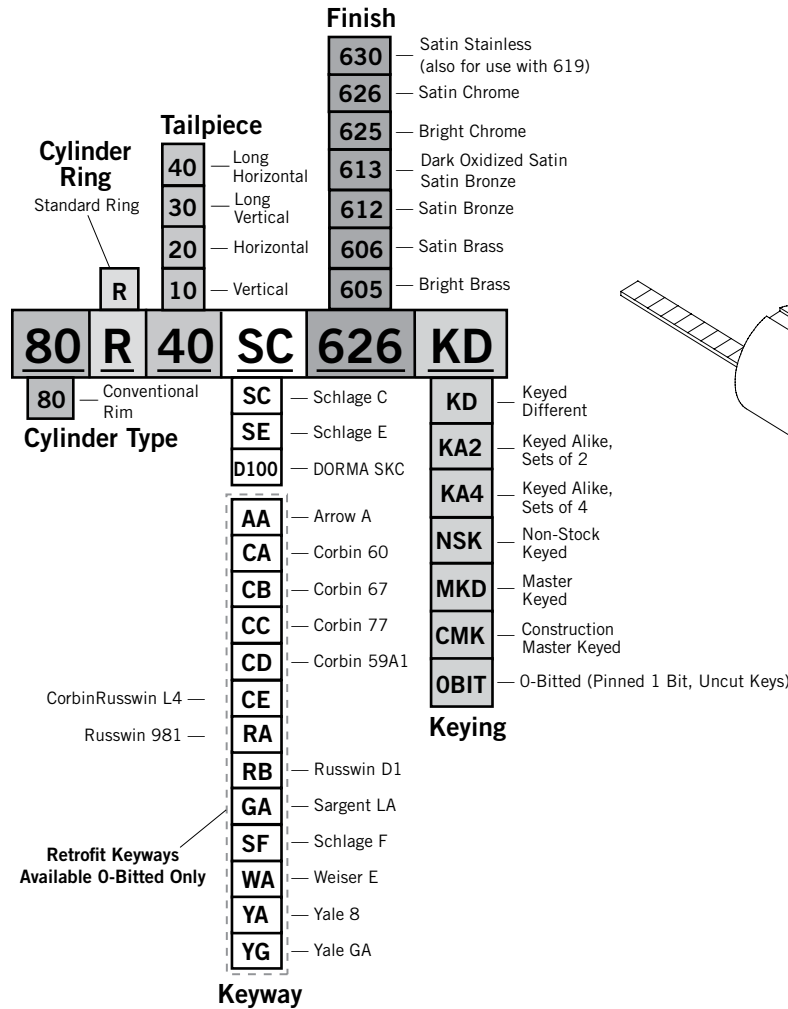 Finish
630 — Satin Stainless
(also for use with 619)
626 — Satin Chrome
625 — Bright Chrome
613 — Dark Oxidized Satin
Satin Bronze
612 — Satin Bronze
606 — Satin Brass
605 — Bright Brass
Tailpiece
40 — Long
Horizontal
30 — Long
Vertical
20 — Horizontal
10 — Vertical
Cylinder
Ring
Standard Ring
R
80 R 40 SC 626 KD
80 — Conventional
Rim
Cylinder Type
SC — Schlage C
SE — Schlage E
D100 — DORMA SKC
AA — Arrow A
CA — Corbin 60
CB — Corbin 67
CC — Corbin 77
CD — Corbin 59A1
CorbinRusswin L4 — CE
Russwin 981 — RA
RB — Russwin D1
GA — Sargent LA
SF — Schlage F
WA — Weiser E
YA — Yale 8
YG — Yale GA
Retrofit Keyways
Available 0-Bitted Only
Keyway
KD — Keyed
Different
KA2 — Keyed Alike,
Sets of 2
KA4 — Keyed Alike,
Sets of 4
NSK — Non-Stock
Keyed
MKD — Master
Keyed
CMK — Construction
Master Keyed
0BIT — 0-Bitted (Pinned 1 Bit, Uncut Keys)
Keying